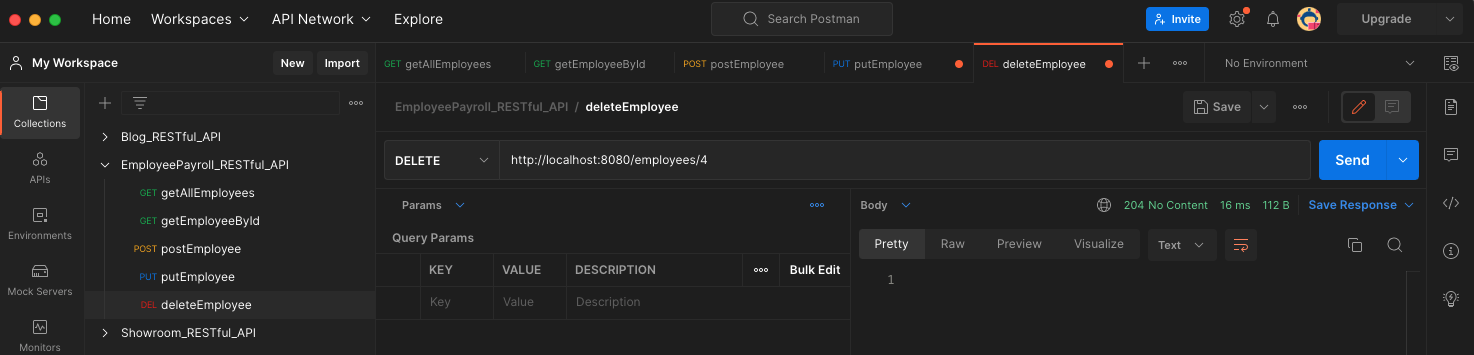 Home Workspaces API Network Explore Search Postman Invite Upgrade
My Workspace New Import GET getAllEmployees GET getEmployeeById POST postEmployee PUT putEmployee DEL deleteEmployee No Environment
Collections
APIs
Environments
Mock Servers
Monitors
Blog_RESTful_API
EmployeePayroll_RESTful_API
GET getAllEmployees
GET getEmployeeById
POST postEmployee
PUT putEmployee
DEL deleteEmployee
Showroom_RESTful_API
EmployeePayroll_RESTful_API / deleteEmployee Save
DELETE http://localhost:8080/employees/4 Send
Params
Query Params
KEY VALUE DESCRIPTION Bulk Edit
Key Value Description
Body 204 No Content 16 ms 112 B Save Response
Pretty Raw Preview Visualize Text
1